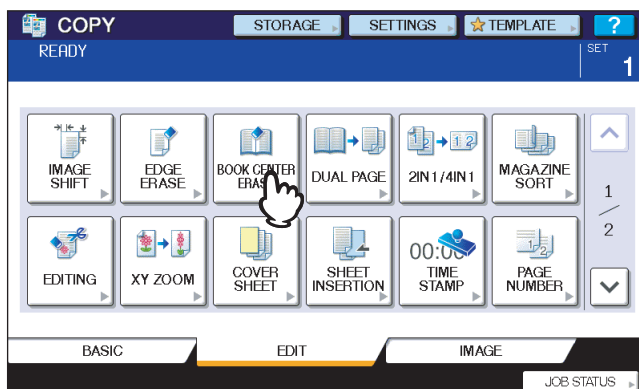 COPY
STORAGE
SETTINGS
TEMPLATE
?
READY
SET
1
IMAGE
SHIFT
EDGE
ERASE
BOOK CENTER
ERASE
DUAL PAGE
2IN1/4IN1
MAGAZINE
SORT
1
2
EDITING
XY ZOOM
COVER
SHEET
SHEET
INSERTION
00:00
TIME
STAMP
PAGE
NUMBER
BASIC
EDIT
IMAGE
JOB STATUS